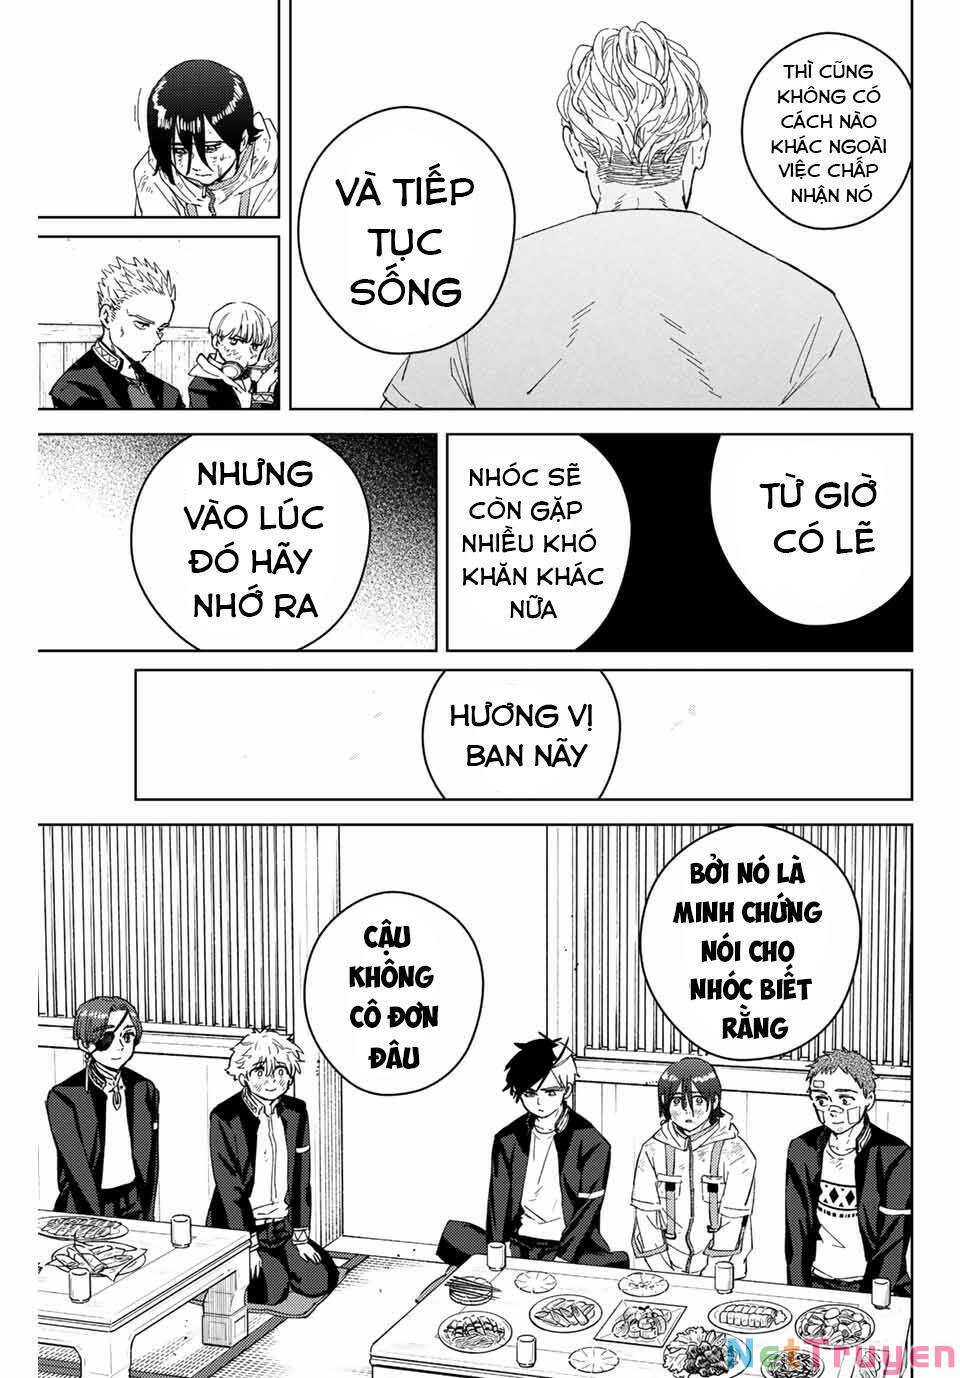 THÌ CŨNG
KHÔNG CÓ
CÁCH NÀO
KHÁC NGOÀI
VIỆC CHẤP
NHẬN NÓ
VÀ TIẾP
TỤC
SỐNG
TỪ GIỜ
CÓ LẼ
NHÓC SẼ
CÒN GẶP
NHIỀU KHÓ
KHĂN KHÁC
NỮA
NHƯNG
VÀO LÚC
ĐÓ HÃY
NHỚ RA
HƯƠNG VỊ
BAN NÃY
BỞI NÓ LÀ
MINH CHỨNG
NÓI CHO
NHÓC BIẾT
RẰNG
CẬU
KHÔNG
CÔ ĐƠN
ĐÂU
NetTruyen